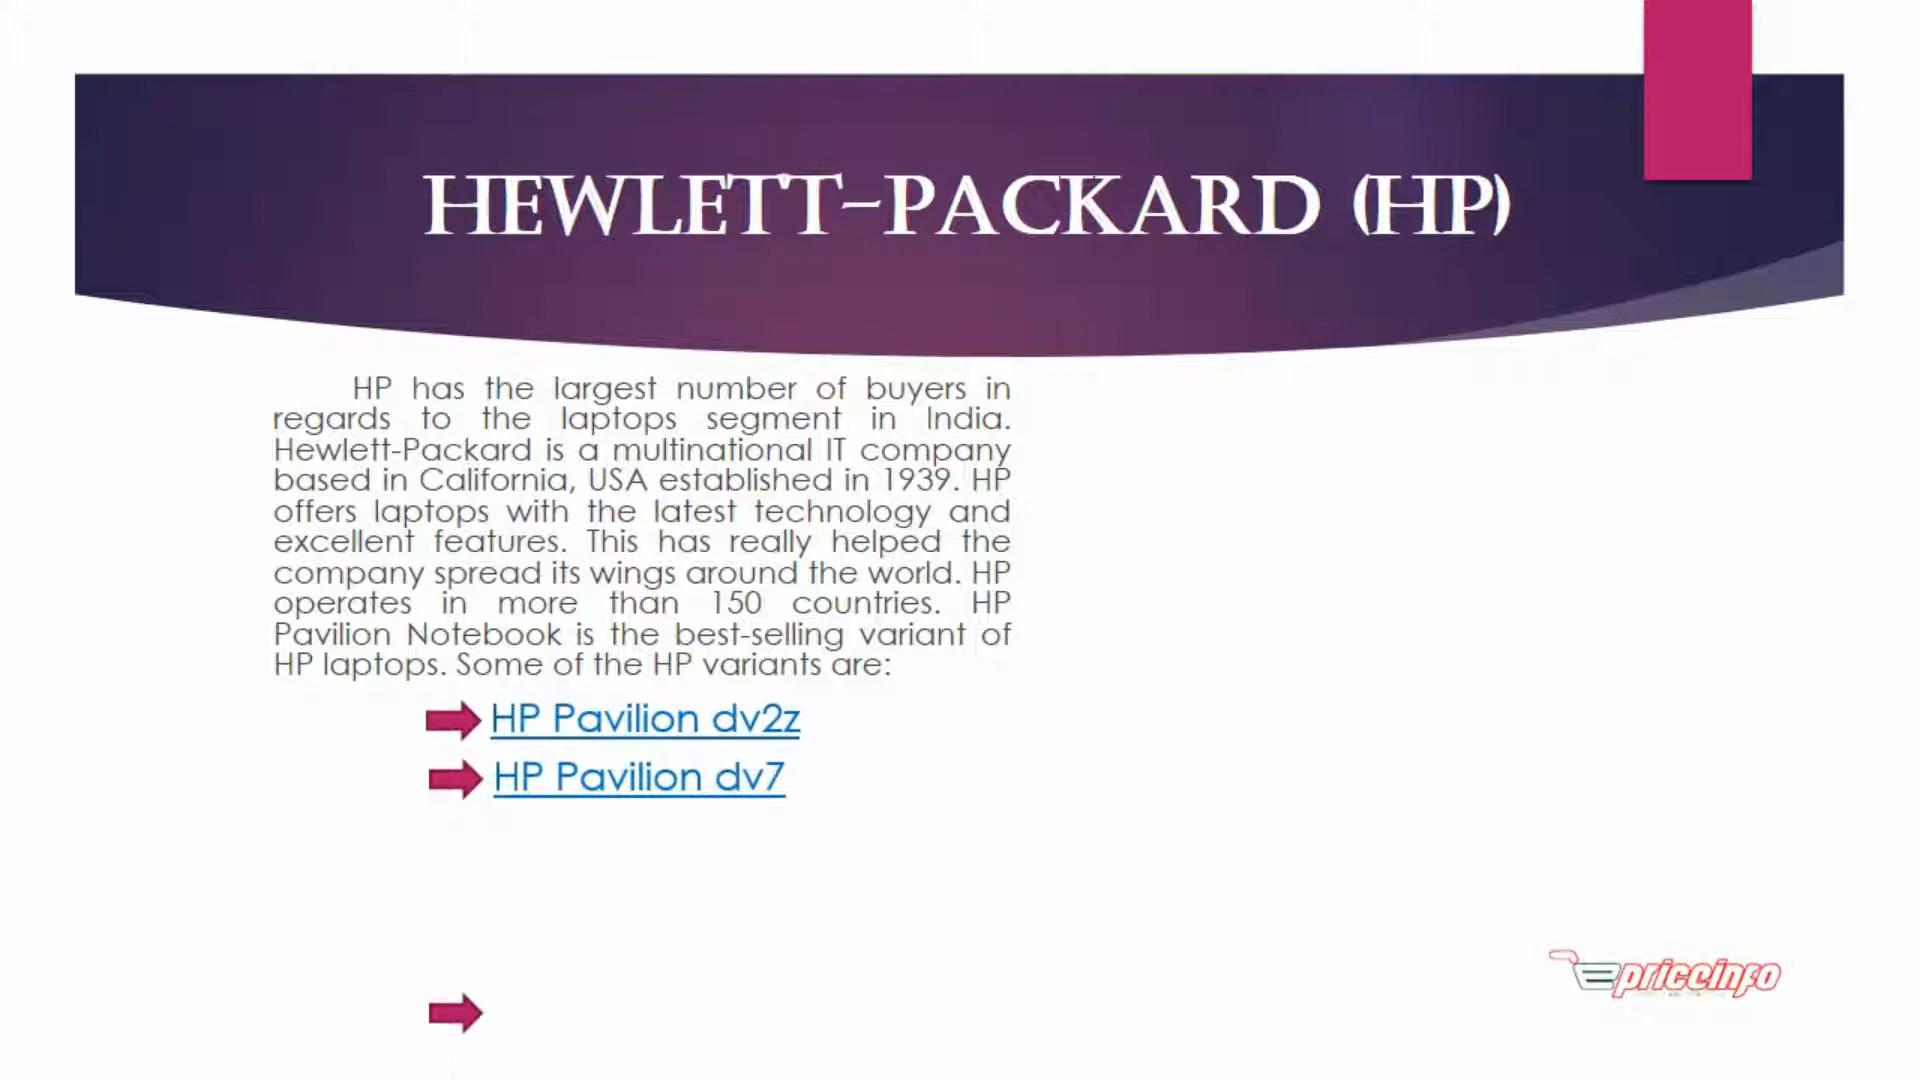 HEWLETT-PACKARD (HP)
HP has the largest number of buyers in
regards to the laptops segment in India.
Hewlett-Packard is a multinational IT company
based in California, USA established in 1939. HP
offers laptops with the latest technology and
excellent features. This has really helped the
company spread its wings around the world. HP
operates in more than 150 countries. HP
Pavilion Notebook is the best-selling variant of
HP laptops. Some of the HP variants are:
HP Pavilion dv2z
HP Pavilion dv7
priceinfo